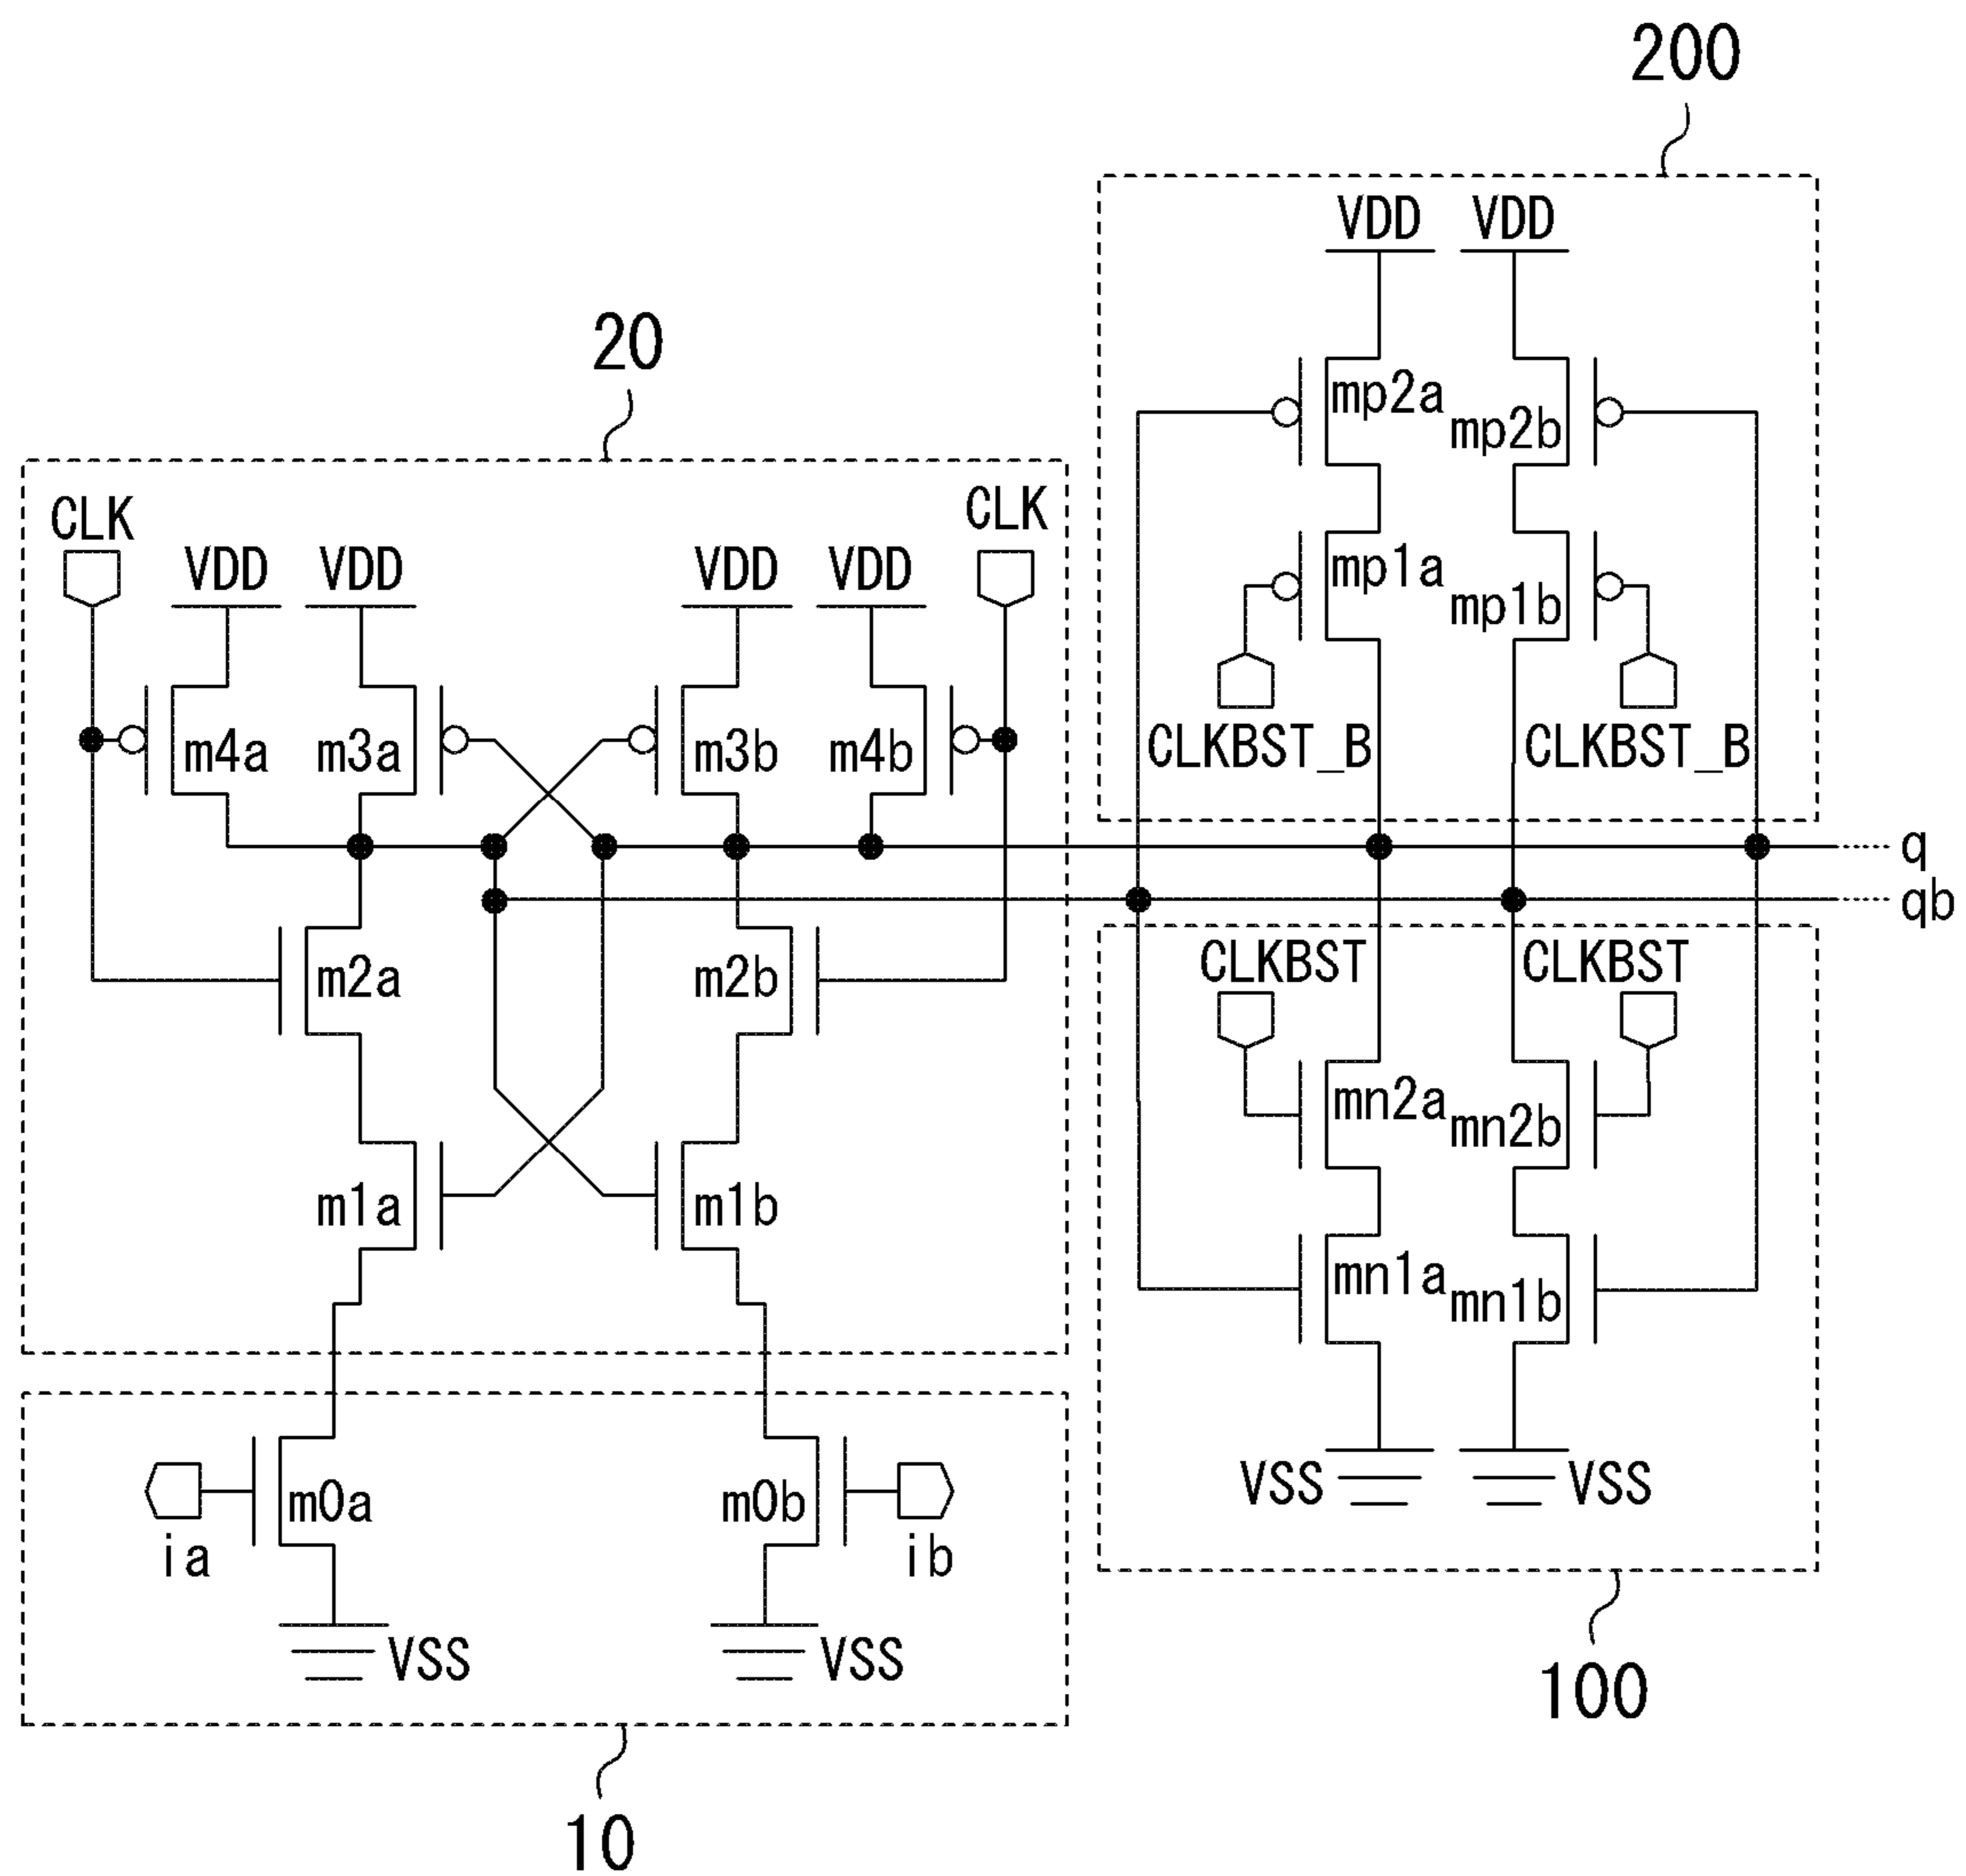 200
VDD VDD
20
mp2a
mp2b
CLK CLK
VDD VDD VDD VDD
mp1a
mp1b
m4a m3a m3b m4b
CLKBST_B CLKBST_B
q
qb
CLKBST CLKBST
m2a m2b
mn2a
mn2b
m1a m1b
mn1a
mn1b
VSS VSS
m0a m0b
ia ib
VSS VSS
100
10